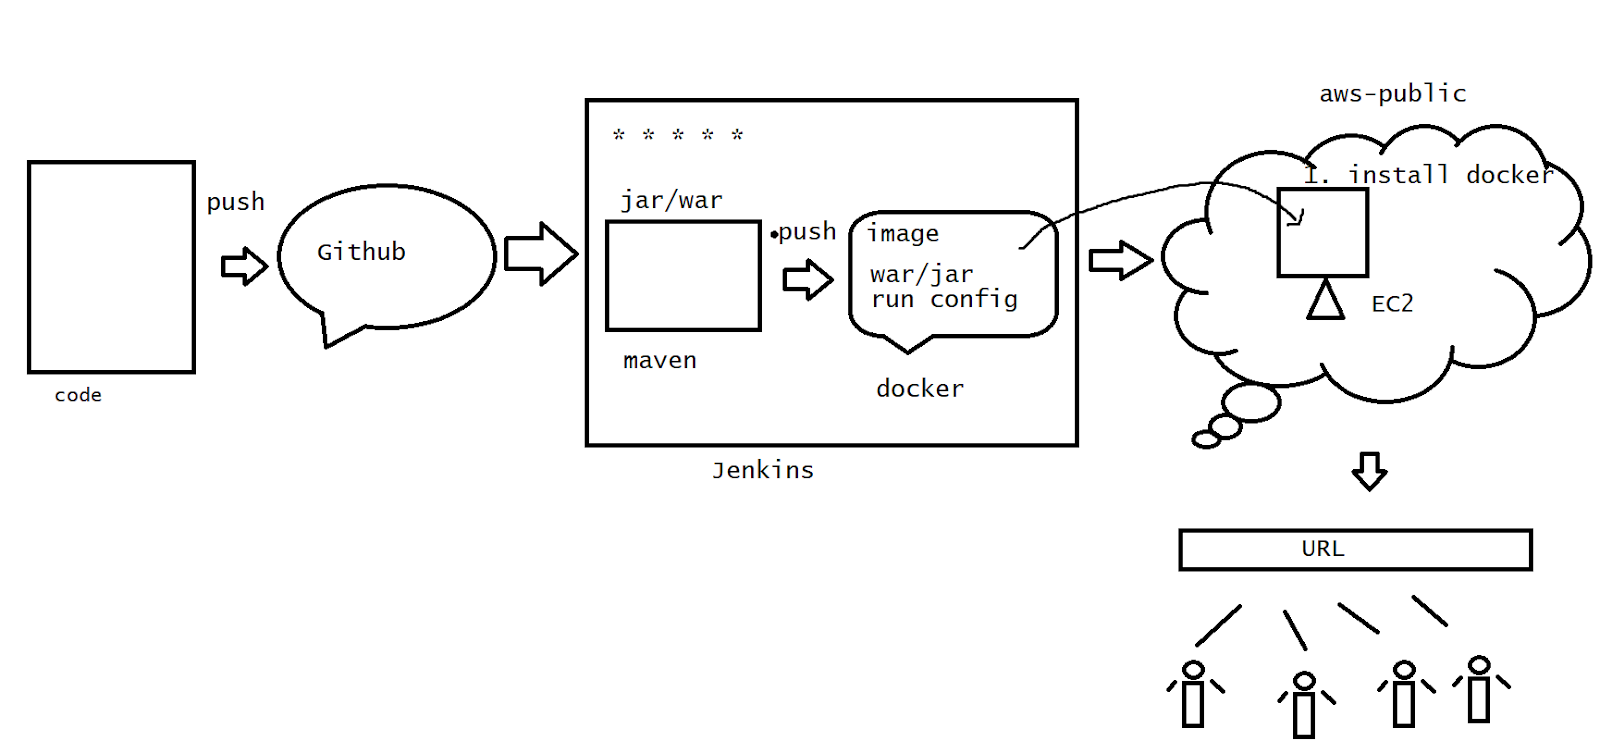 code
push
Github
* * * * *
jar/war
maven
push
image
war/jar
run config
docker
Jenkins
aws-public
1. install docker
EC2
URL